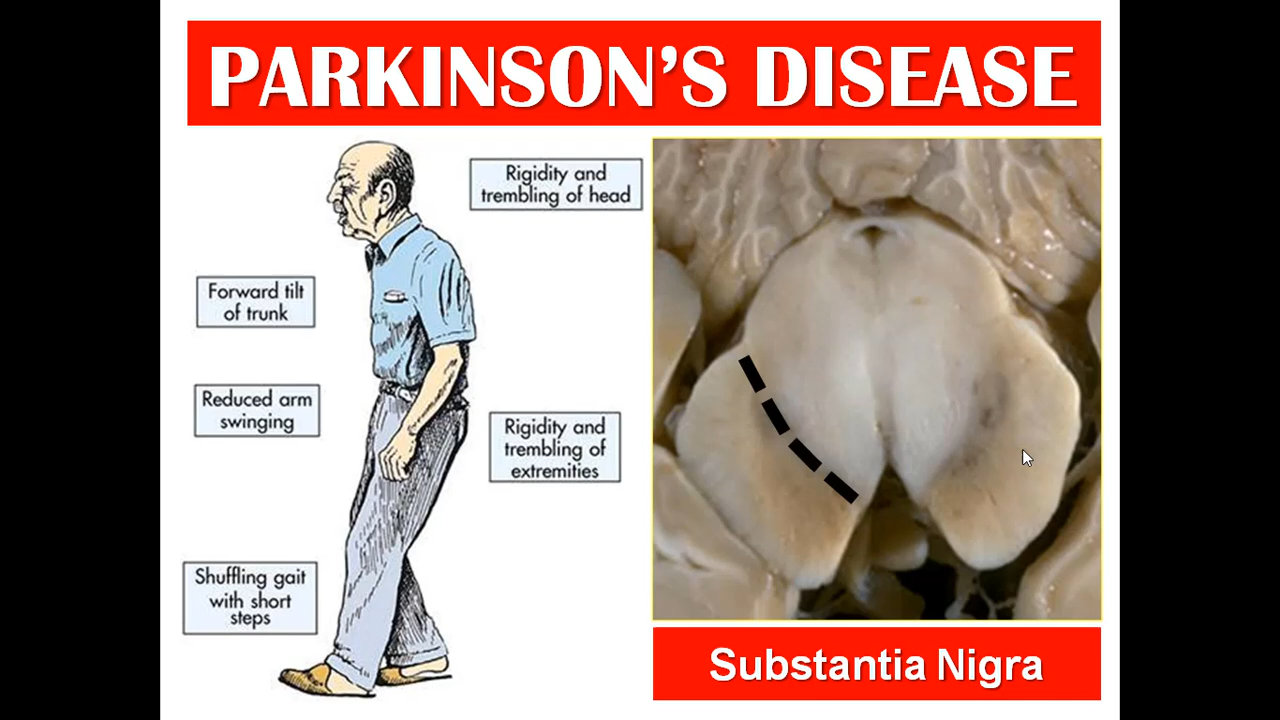 PARKINSON'S DISEASE
Rigidity and
trembling of head
Forward tilt
of trunk
Reduced arm
swinging
Rigidity and
trembling of
extremities
Shuffling gait
with short
steps
Substantia Nigra